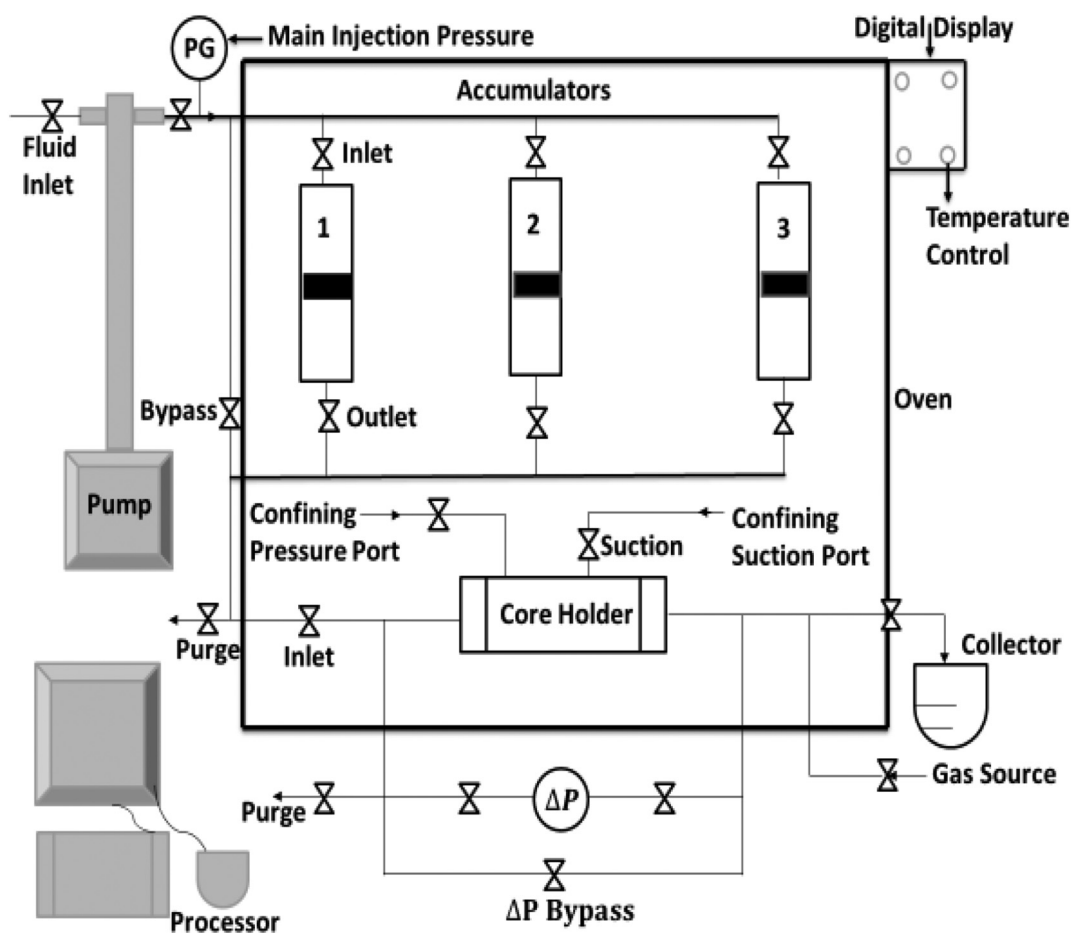 PG
Main Injection Pressure
Digital Display
Accumulators
Fluid
Inlet
Inlet
1
2
3
Temperature
Control
Bypass
Outlet
Oven
Pump
Confining
Pressure Port
Suction
Confining
Suction Port
Core Holder
Purge
Inlet
Collector
Gas Source
Purge
ΔP
ΔP Bypass
Processor